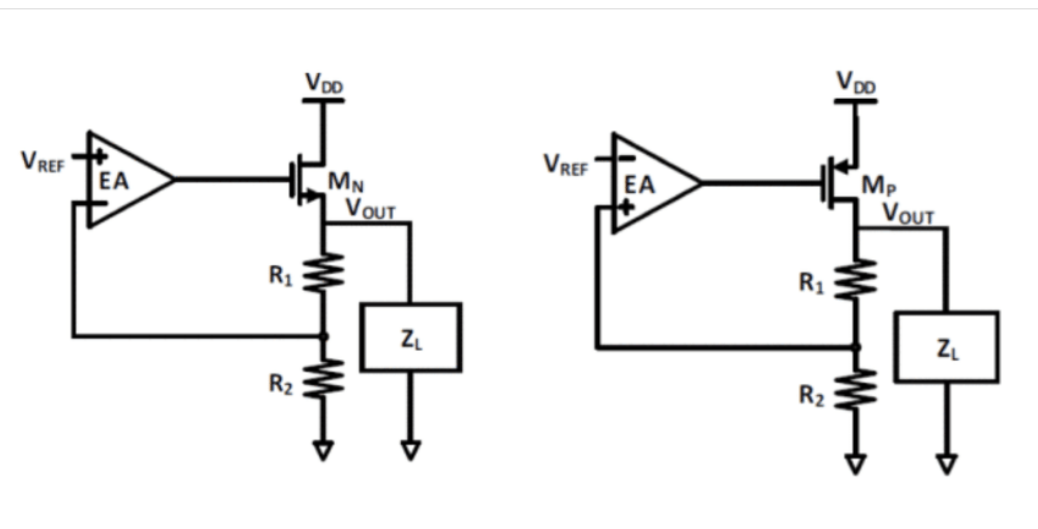 VDD
VREF
+
EA
-
MN
VOUT
R1
ZL
R2
VDD
VREF
-
EA
+
MP
VOUT
R1
ZL
R2